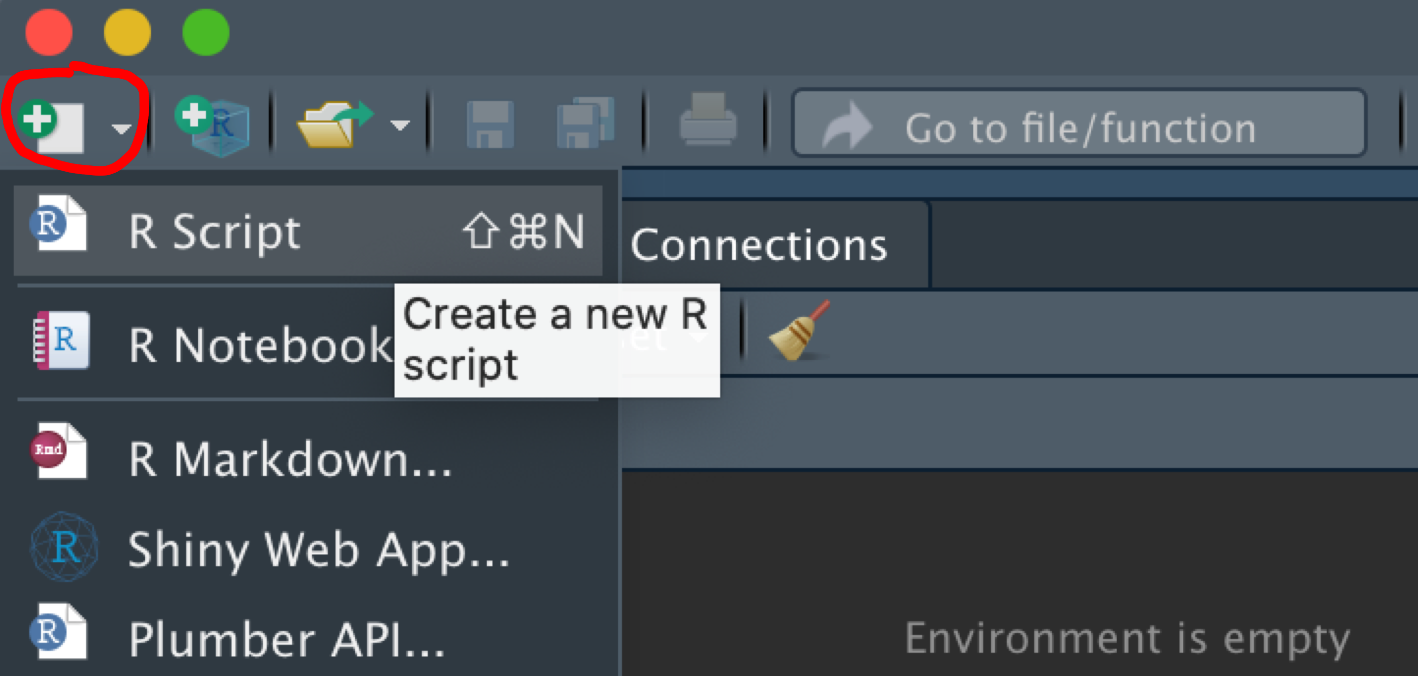 R
Go to file/function
R
R Script ⇧⌘N
Connections
Create a new R
script
R
R Notebook
Rmd
R Markdown...
R
Shiny Web App...
R
Plumber API...
Environment is empty